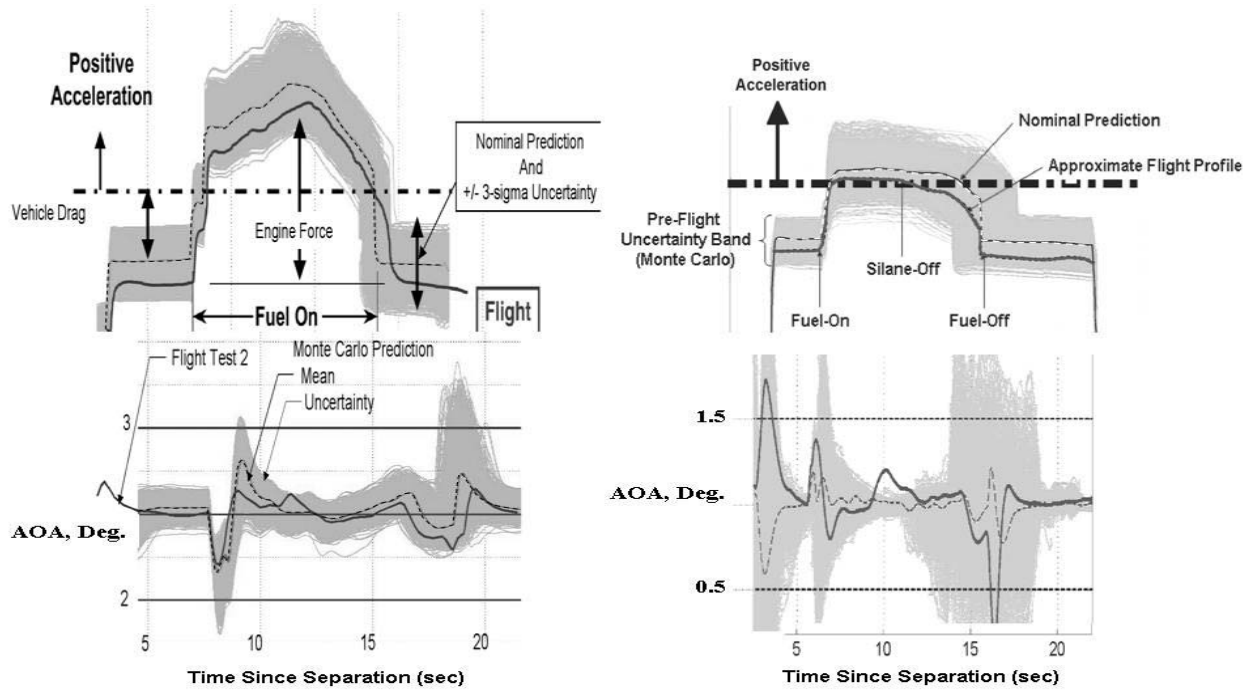 Positive
Acceleration
Vehicle Drag
Engine Force
Nominal Prediction
And
+/- 3-sigma Uncertainty
Fuel On
Flight
Positive
Acceleration
Nominal Prediction
Approximate Flight Profile
Pre-Flight
Uncertainty Band
(Monte Carlo)
Silane-Off
Fuel-On
Fuel-Off
Flight Test 2
Monte Carlo Prediction
Mean
Uncertainty
3
AOA, Deg.
2
5
10
15
20
Time Since Separation (sec)
1.5
AOA, Deg.
0.5
5
10
15
20
Time Since Separation (sec)